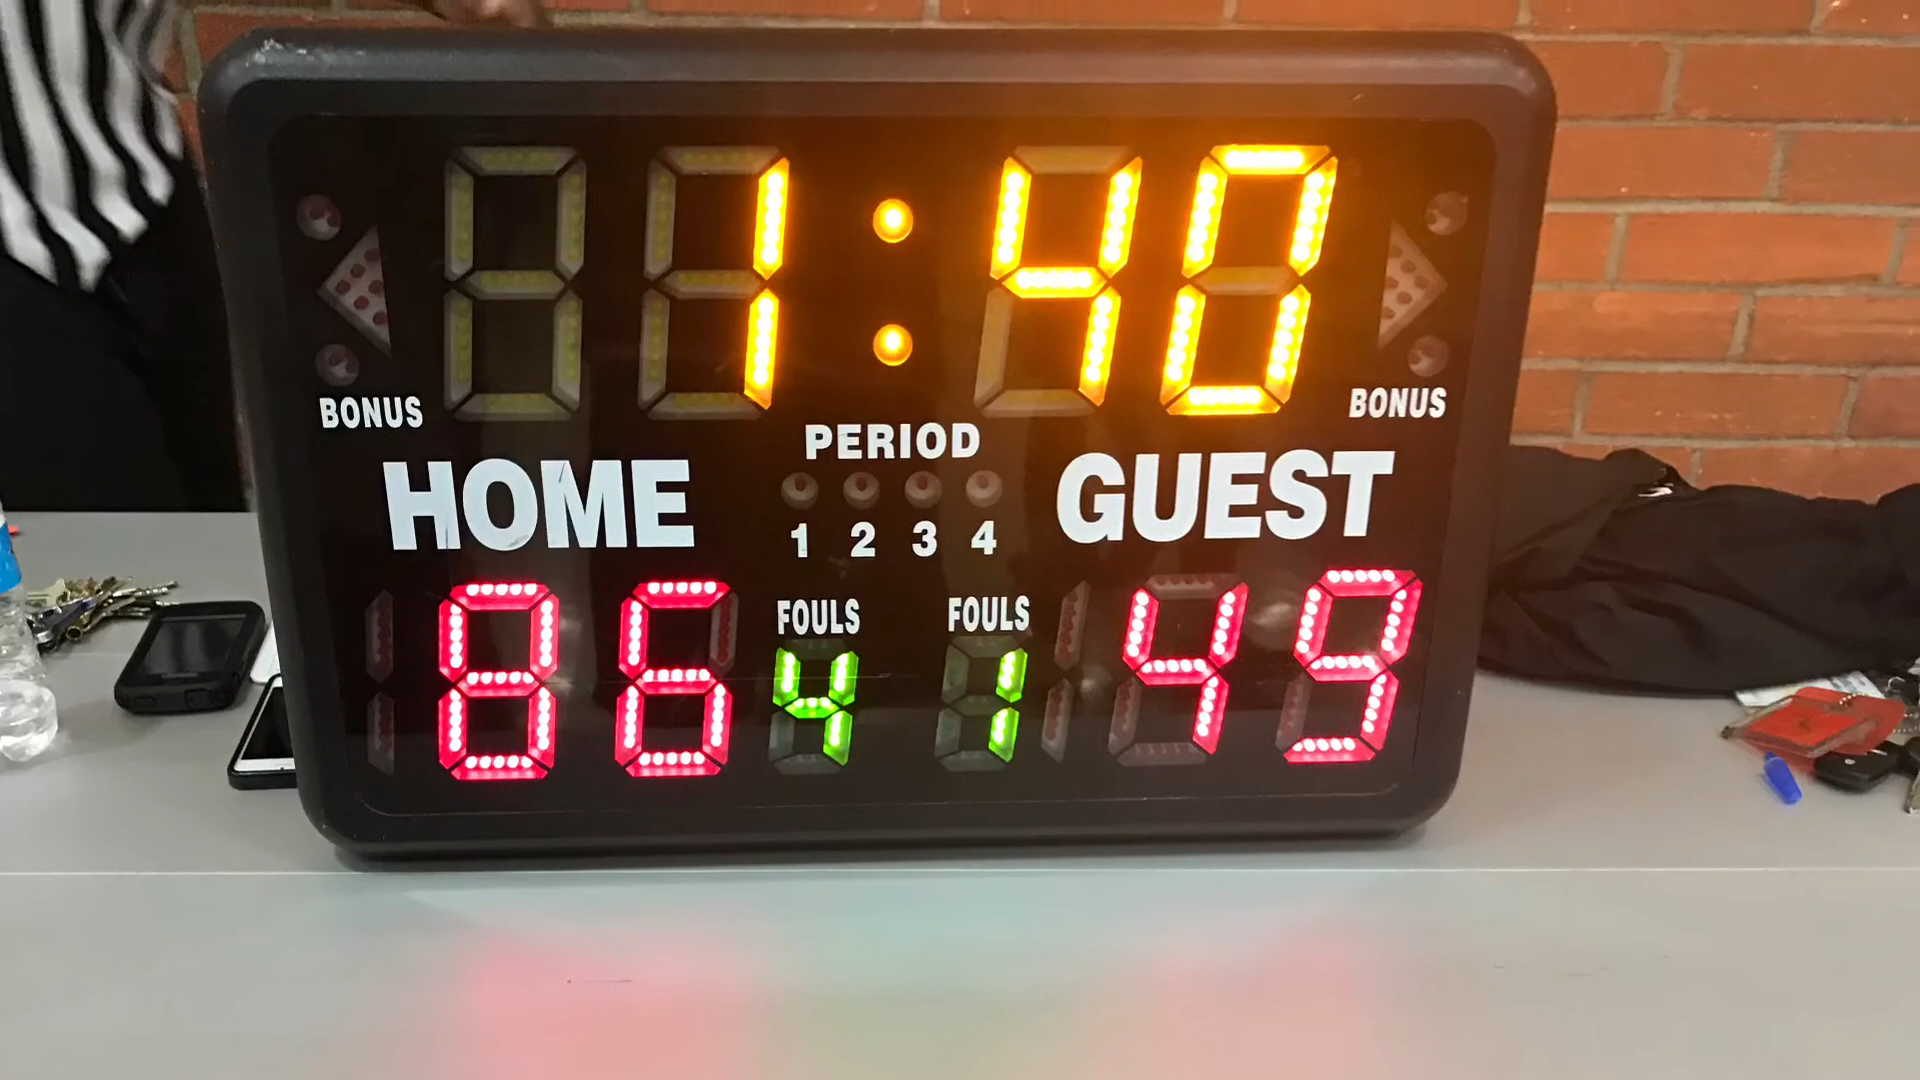 1:40
BONUS
BONUS
PERIOD
HOME
GUEST
1 2 3 4
FOULS
FOULS
86
4
1
49